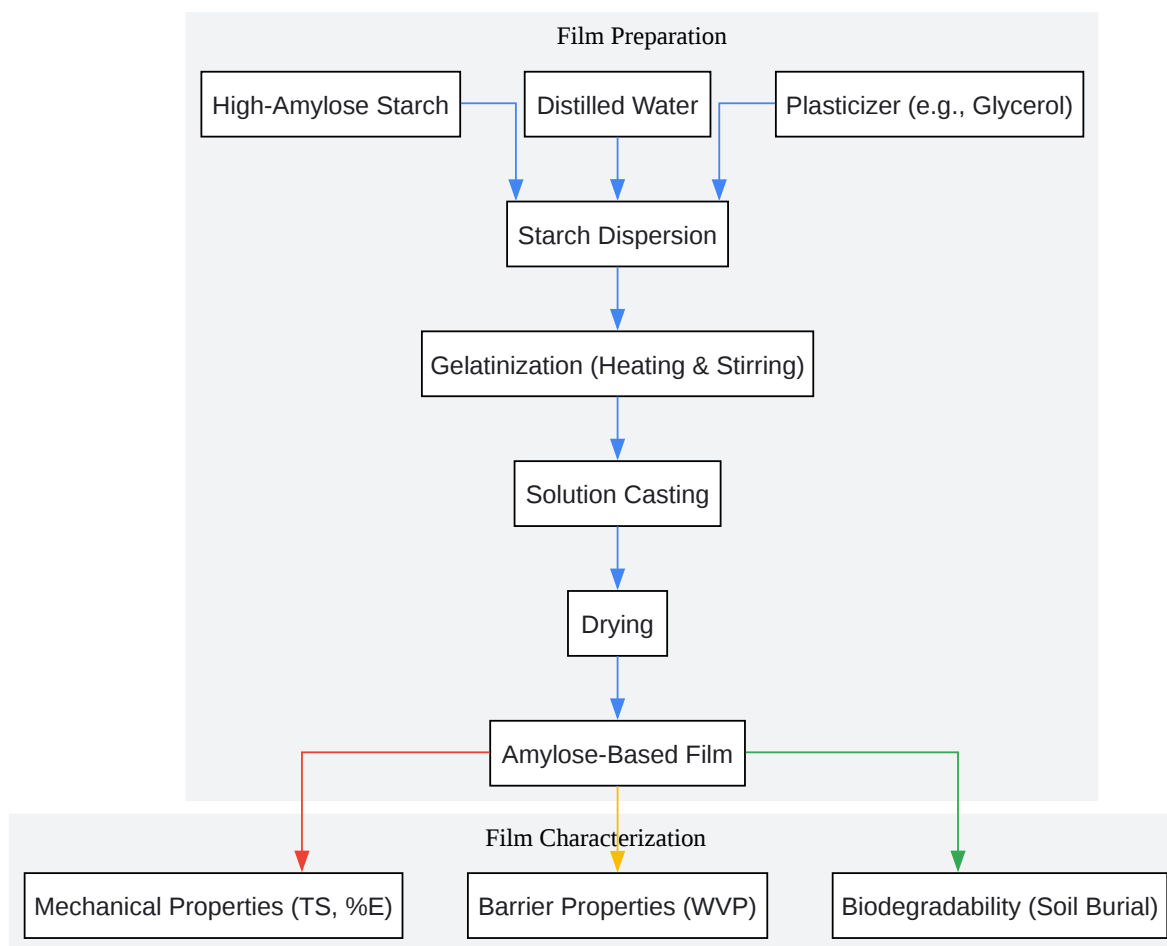 Film Preparation
High-Amylose Starch
Distilled Water
Plasticizer (e.g., Glycerol)
Starch Dispersion
Gelatinization (Heating & Stirring)
Solution Casting
Drying
Amylose-Based Film
Film Characterization
Mechanical Properties (TS, %E)
Barrier Properties (WVP)
Biodegradability (Soil Burial)